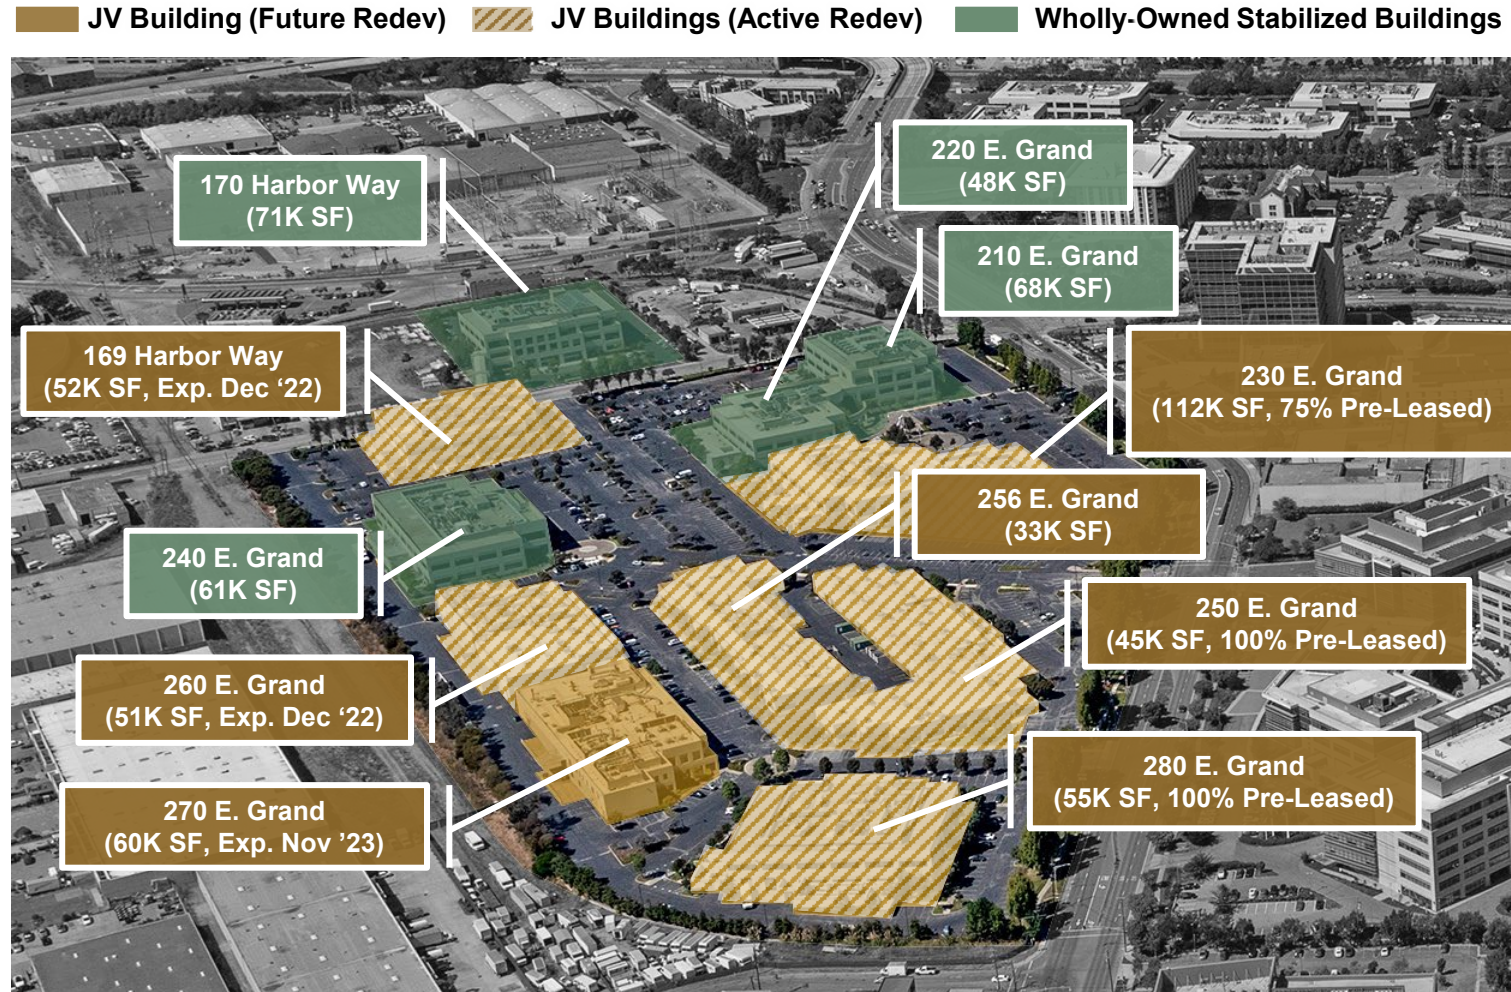 JV Building (Future Redev)
JV Buildings (Active Redev)
Wholly-Owned Stabilized Buildings
220 E. Grand
(48K SF)
170 Harbor Way
(71K SF)
210 E. Grand
(68K SF)
169 Harbor Way
(52K SF, Exp. Dec ‘22)
230 E. Grand
(112K SF, 75% Pre-Leased)
256 E. Grand
(33K SF)
240 E. Grand
(61K SF)
250 E. Grand
(45K SF, 100% Pre-Leased)
260 E. Grand
(51K SF, Exp. Dec ‘22)
280 E. Grand
(55K SF, 100% Pre-Leased)
270 E. Grand
(60K SF, Exp. Nov ’23)